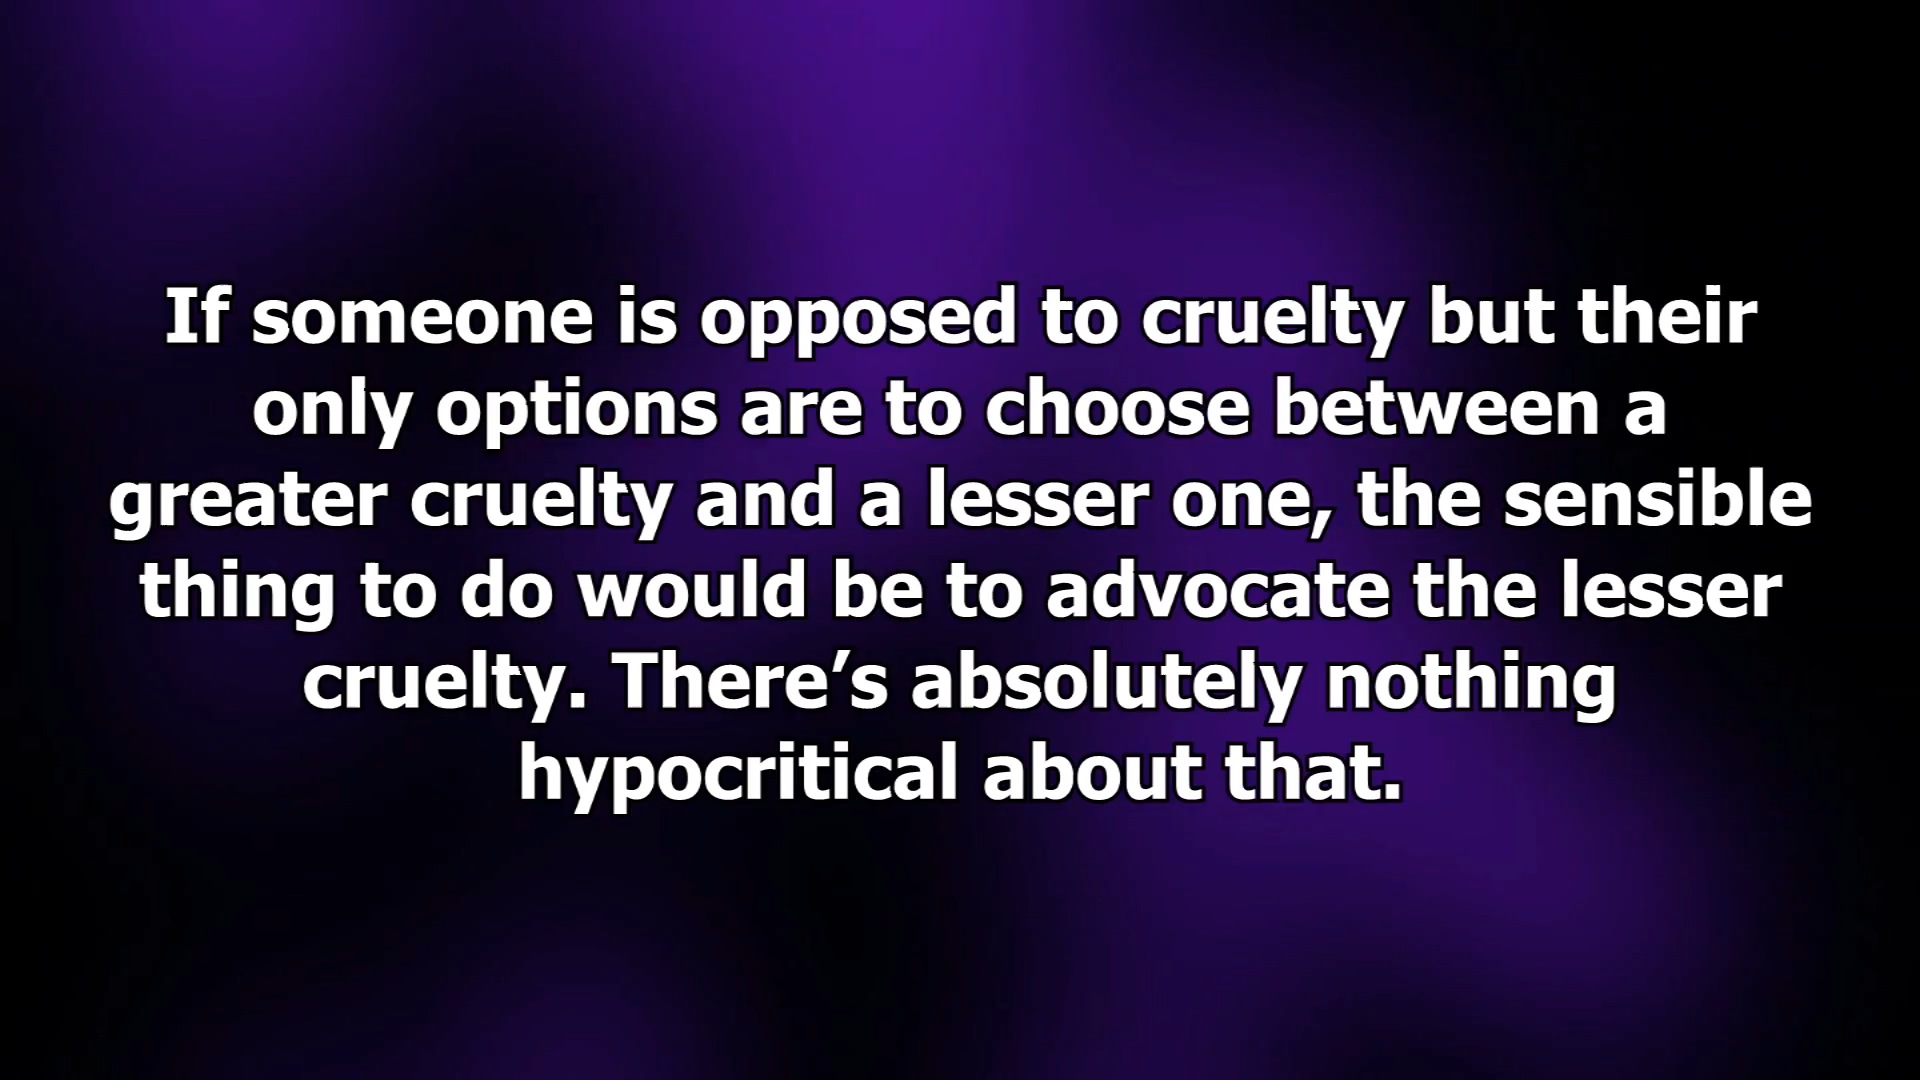 If someone is opposed to cruelty but their
only options are to choose between a
greater cruelty and a lesser one, the sensible
thing to do would be to advocate the lesser
cruelty. There’s absolutely nothing
hypocritical about that.